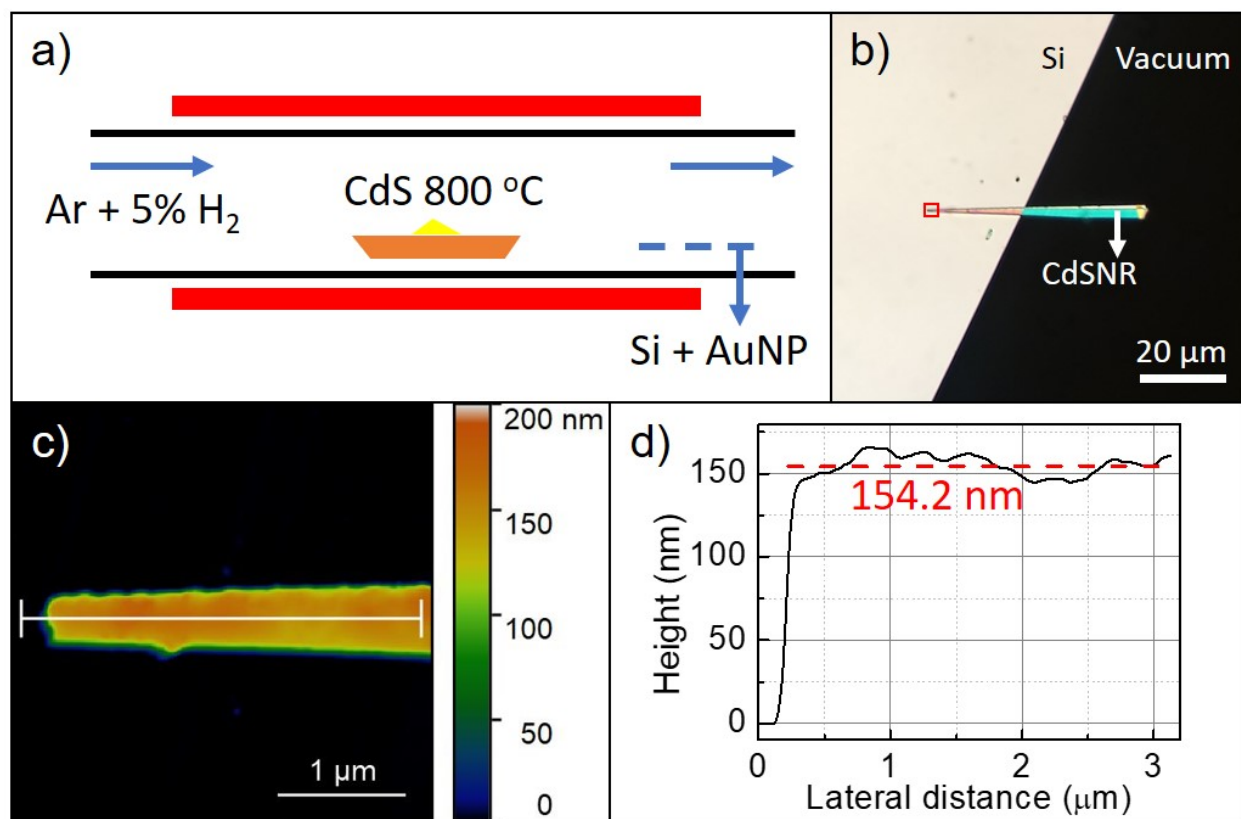 a)
Ar + 5% H₂
CdS 800 °C
Si + AuNP
b)
Si
Vacuum
CdSNR
20 μm
c)
200 nm
150
100
50
0
1 μm
d)
Height (nm)
150
100
50
0
154.2 nm
0 1 2 3
Lateral distance (μm)